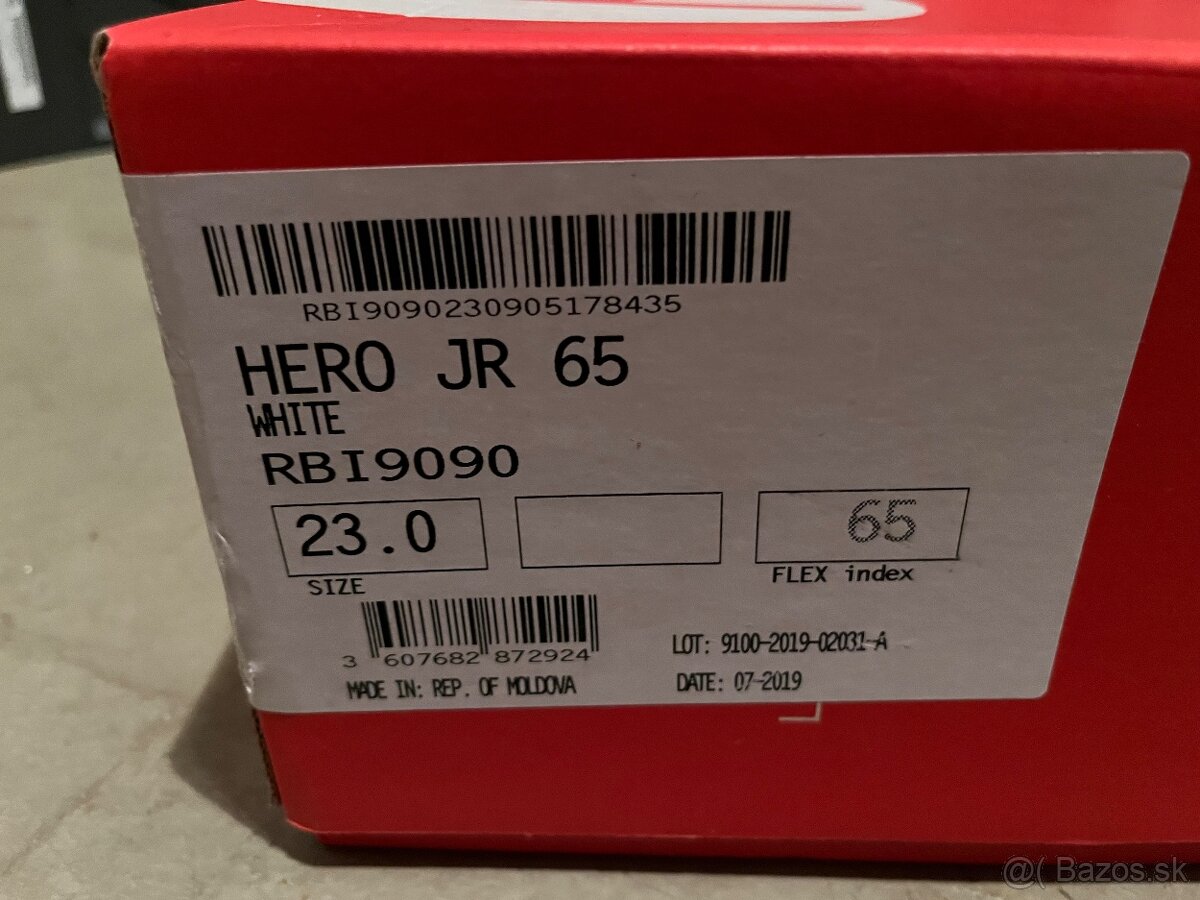 RBI9090230905178435
HERO JR 65
WHITE
RBI9090
23.0
65
SIZE
FLEX index
3 607682 872924
LOT: 9100-2019-02031-A
MADE IN: REP. OF MOLDOVA
DATE: 07-2019
@( Bazos.sk